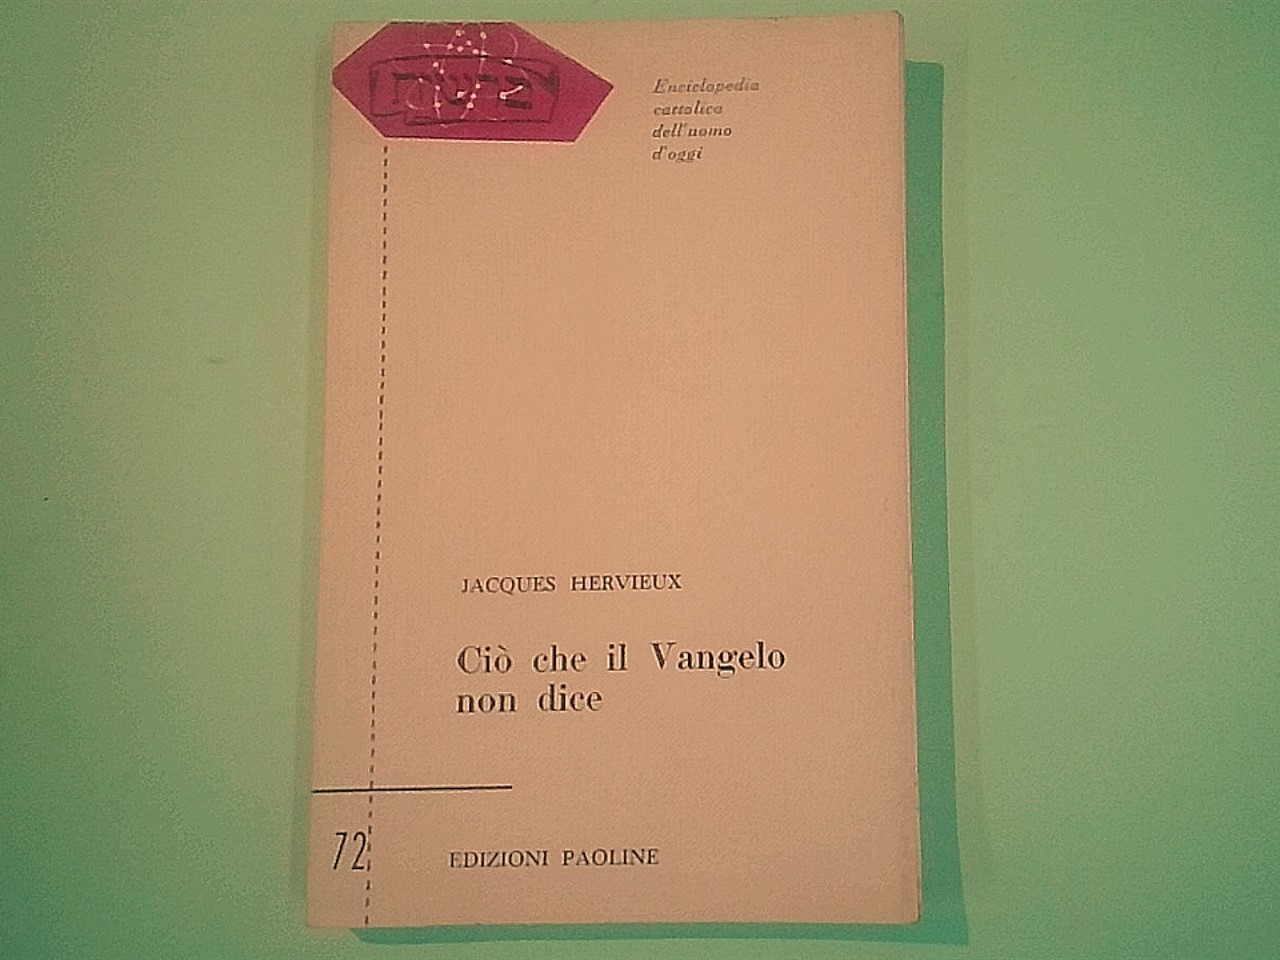 Enciclopedia
cattolica
dell'uomo
d'oggi
JACQUES HERVIEUX
Ciò che il Vangelo
non dice
72
EDIZIONI PAOLINE